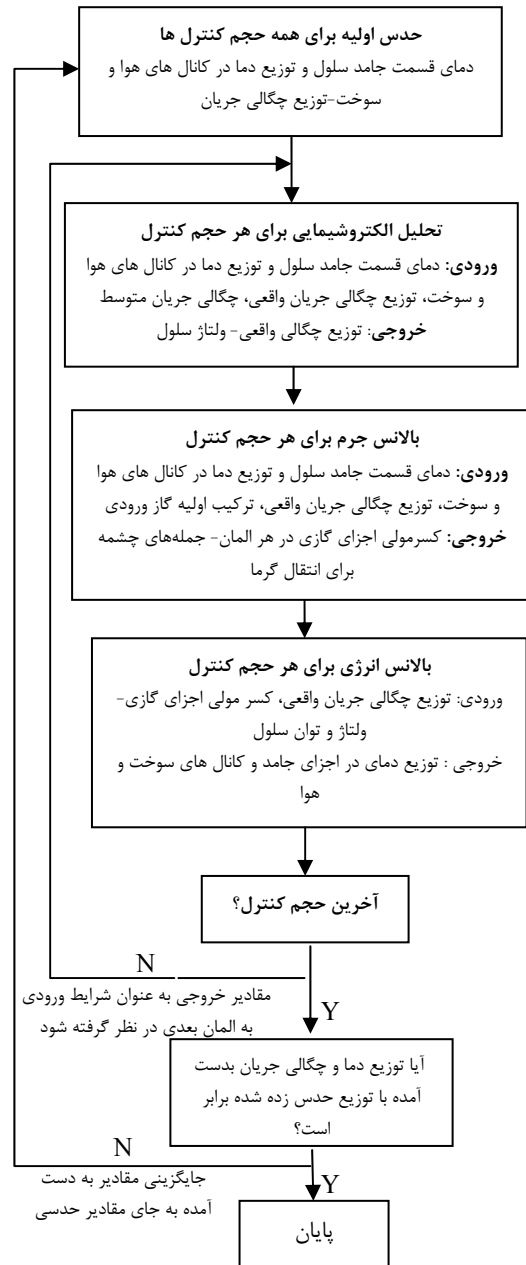 حدس اولیه برای همه حجم کنترل ها
دمای قسمت جامد سلول و توزیع دما در کانال های هوا و
سوخت-توزیع چگالی جریان
تحلیل الکتروشیمایی برای هر حجم کنترل
ورودی: دمای قسمت جامد سلول و توزیع دما در کانال های هوا
و سوخت، توزیع چگالی جریان واقعی، چگالی جریان متوسط
خروجی: توزیع چگالی واقعی- ولتاژ سلول
بالانس جرم برای هر حجم کنترل
ورودی: دمای قسمت جامد سلول و توزیع دما در کانال های هوا
و سوخت، توزیع چگالی جریان واقعی، ترکیب اولیه گاز ورودی
خروجی: کسرمولی اجزای گازی در هر المان- جمله‌های چشمه
برای انتقال گرما
بالانس انرژی برای هر حجم کنترل
ورودی: توزیع چگالی جریان واقعی، کسر مولی اجزای گازی-
ولتاژ و توان سلول
خروجی : توزیع دمای در اجزای جامد و کانال های سوخت و
هوا
آخرین حجم کنترل؟
N
مقادیر خروجی به عنوان شرایط ورودی
به المان بعدی در نظر گرفته شود
Y
آیا توزیع دما و چگالی جریان بدست
آمده با توزیع حدس زده شده برابر
است؟
N
جایگزینی مقادیر به دست
آمده به جای مقادیر حدسی
Y
پایان